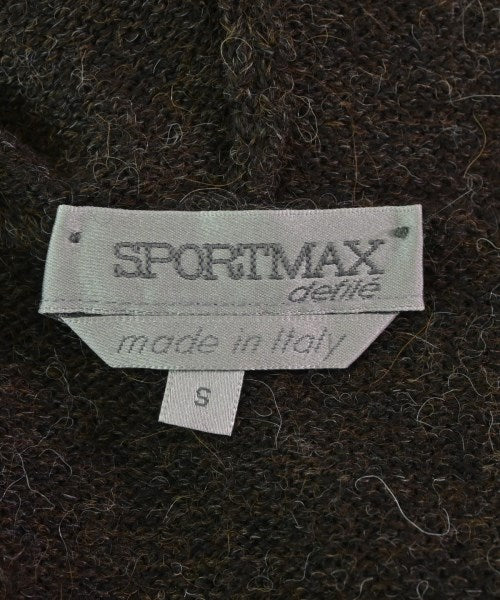 SPORTMAX
defilé
made in Italy
S